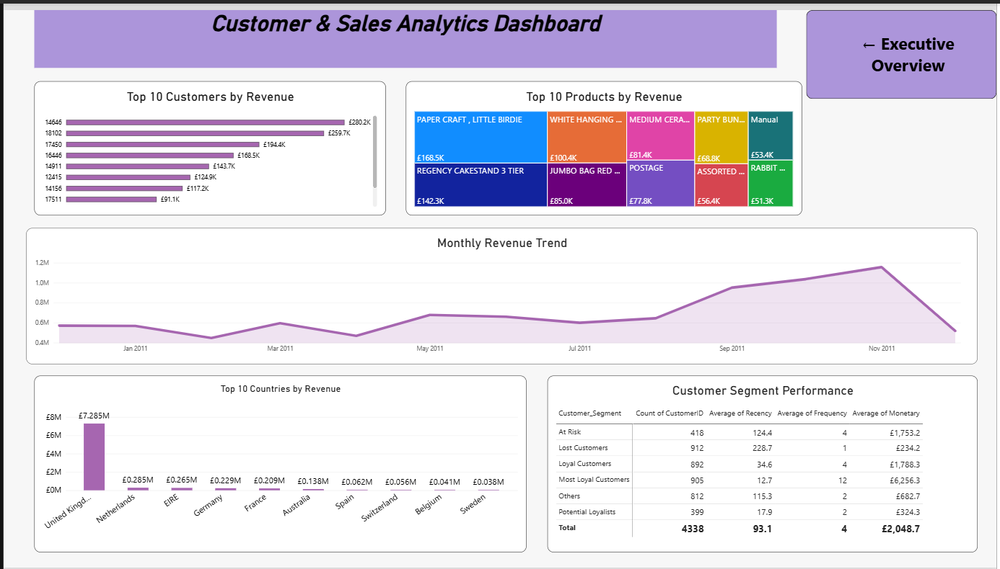 Customer & Sales Analytics Dashboard
← Executive
Overview
Top 10 Customers by Revenue
14646 £280.2K
18102 £259.7K
17450 £194.4K
16446 £168.5K
14911 £143.7K
12415 £124.9K
14156 £117.2K
17511 £91.1K
Top 10 Products by Revenue
PAPER CRAFT , LITTLE BIRDIE
£168.5K
REGENCY CAKESTAND 3 TIER
£142.3K
WHITE HANGING ...
£100.4K
JUMBO BAG RED ...
£85.0K
MEDIUM CERA...
£81.4K
POSTAGE
£77.8K
PARTY BUN...
£68.8K
ASSORTED ...
£56.4K
Manual
£53.4K
RABBIT ...
£51.3K
Monthly Revenue Trend
1.2M
1.0M
0.8M
0.6M
0.4M
Jan 2011 Mar 2011 May 2011 Jul 2011 Sep 2011 Nov 2011
Top 10 Countries by Revenue
£8M
£6M
£4M
£2M
£0M
£7.285M £0.285M £0.265M £0.229M £0.209M £0.138M £0.062M £0.056M £0.041M £0.038M
United Kingd... Netherlands EIRE Germany France Australia Spain Switzerland Belgium Sweden
Customer Segment Performance
Customer_Segment Count of CustomerID Average of Recency Average of Frequency Average of Monetary
At Risk 418 124.4 4 £1,753.2
Lost Customers 912 228.7 1 £234.2
Loyal Customers 892 34.6 4 £1,788.3
Most Loyal Customers 905 12.7 12 £6,256.3
Others 812 115.3 2 £682.7
Potential Loyalists 399 17.9 2 £324.3
Total 4338 93.1 4 £2,048.7